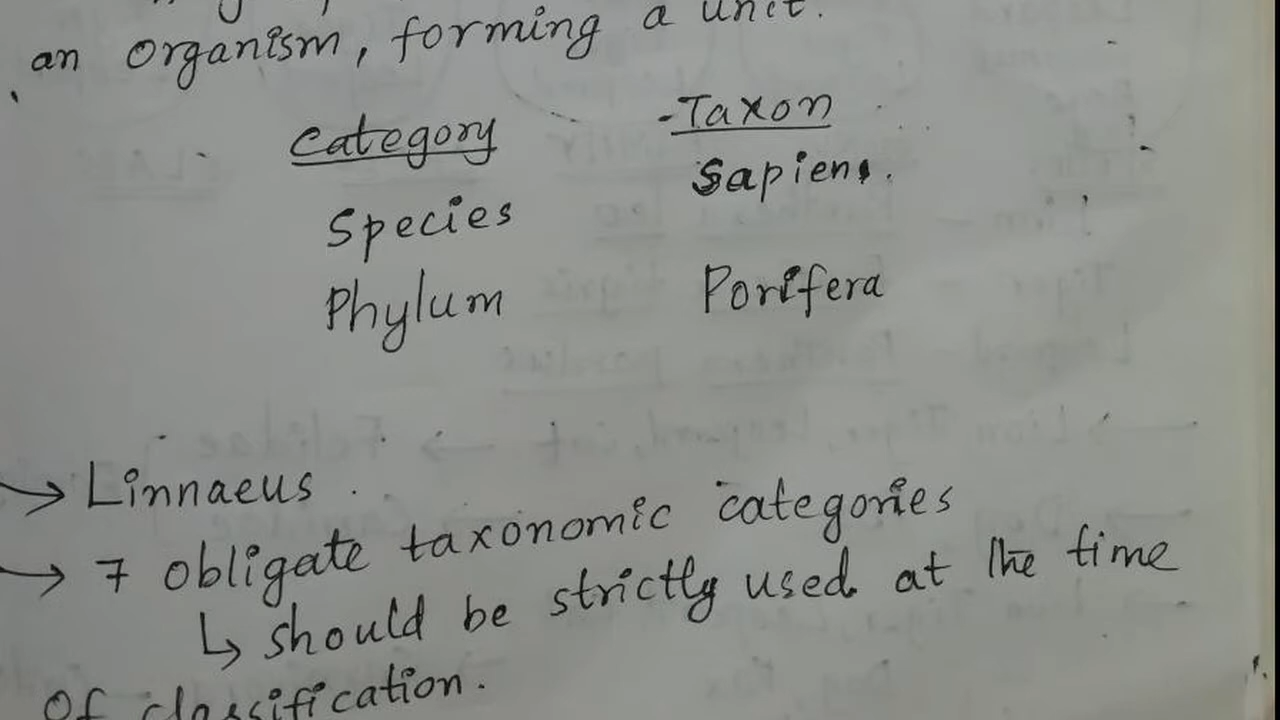 an organism, forming a unit.
Category -Taxon
Species Sapiens.
Phylum Porifera
→ Linnaeus.
→ 7 obligate taxonomic categories
↳ should be strictly used at the time
Of classification.